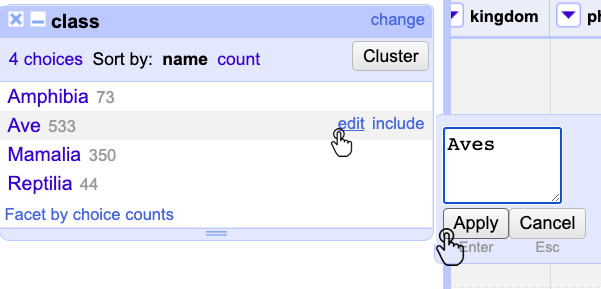 class change
4 choices Sort by: name count Cluster
Amphibia 73
Ave 533 edit include
Mamalia 350
Reptilia 44
Facet by choice counts
kingdom
Aves
Apply Cancel
Enter Esc